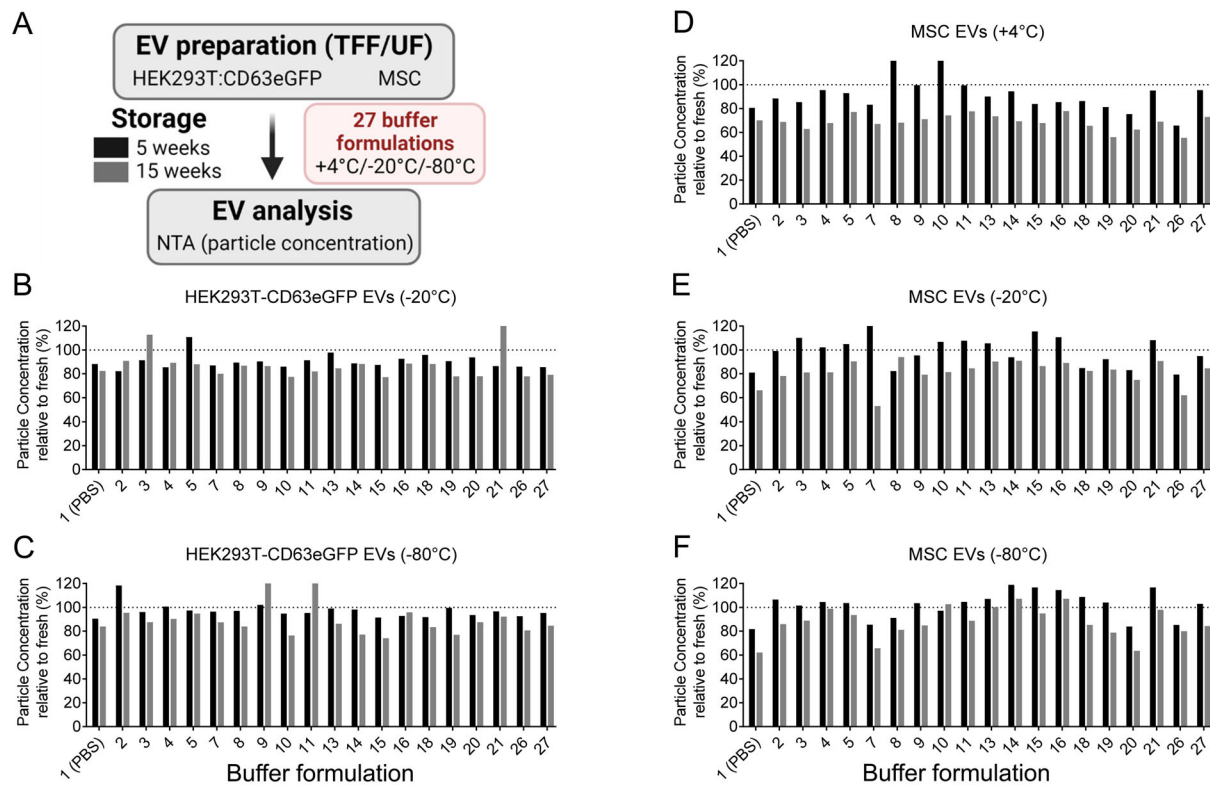 A
EV preparation (TFF/UF)
HEK293T:CD63eGFP MSC
Storage
5 weeks
15 weeks
27 buffer
formulations
+4°C/-20°C/-80°C
EV analysis
NTA (particle concentration)
B
HEK293T-CD63eGFP EVs (-20°C)
Particle Concentration
relative to fresh (%)
120
100
80
60
40
20
0
1 (PBS) 2 3 4 5 7 8 9 10 11 13 14 15 16 18 19 20 21 26 27
C
HEK293T-CD63eGFP EVs (-80°C)
Particle Concentration
relative to fresh (%)
120
100
80
60
40
20
0
1 (PBS) 2 3 4 5 7 8 9 10 11 13 14 15 16 18 19 20 21 26 27
Buffer formulation
D
MSC EVs (+4°C)
Particle Concentration
relative to fresh (%)
120
100
80
60
40
20
0
1 (PBS) 2 3 4 5 7 8 9 10 11 13 14 15 16 18 19 20 21 26 27
E
MSC EVs (-20°C)
Particle Concentration
relative to fresh (%)
120
100
80
60
40
20
0
1 (PBS) 2 3 4 5 7 8 9 10 11 13 14 15 16 18 19 20 21 26 27
F
MSC EVs (-80°C)
Particle Concentration
relative to fresh (%)
120
100
80
60
40
20
0
1 (PBS) 2 3 4 5 7 8 9 10 11 13 14 15 16 18 19 20 21 26 27
Buffer formulation